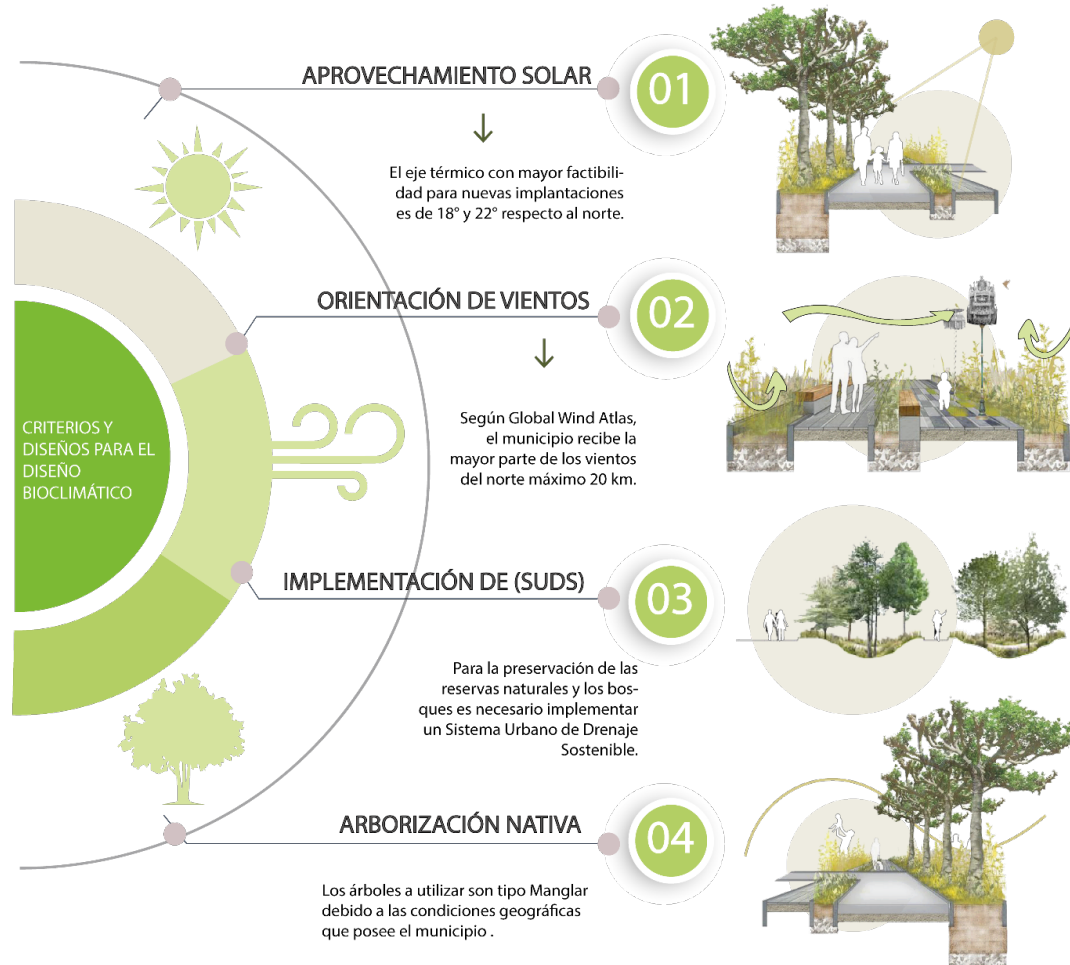 CRITERIOS Y
DISEÑOS PARA EL
DISEÑO
BIOCLIMÁTICO
APROVECHAMIENTO SOLAR
01
El eje térmico con mayor factibili-
dad para nuevas implantaciones
es de 18° y 22° respecto al norte.
ORIENTACIÓN DE VIENTOS
02
Según Global Wind Atlas,
el municipio recibe la
mayor parte de los vientos
del norte máximo 20 km.
IMPLEMENTACIÓN DE (SUDS)
03
Para la preservación de las
reservas naturales y los bos-
ques es necesario implementar
un Sistema Urbano de Drenaje
Sostenible.
ARBORIZACIÓN NATIVA
04
Los árboles a utilizar son tipo Manglar
debido a las condiciones geográficas
que posee el municipio .